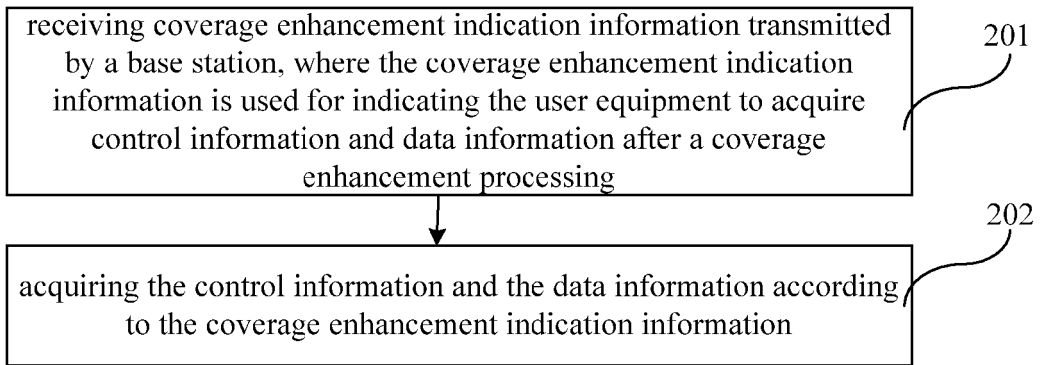 receiving coverage enhancement indication information transmitted
by a base station, where the coverage enhancement indication
information is used for indicating the user equipment to acquire
control information and data information after a coverage
enhancement processing
201
202
acquiring the control information and the data information according
to the coverage enhancement indication information